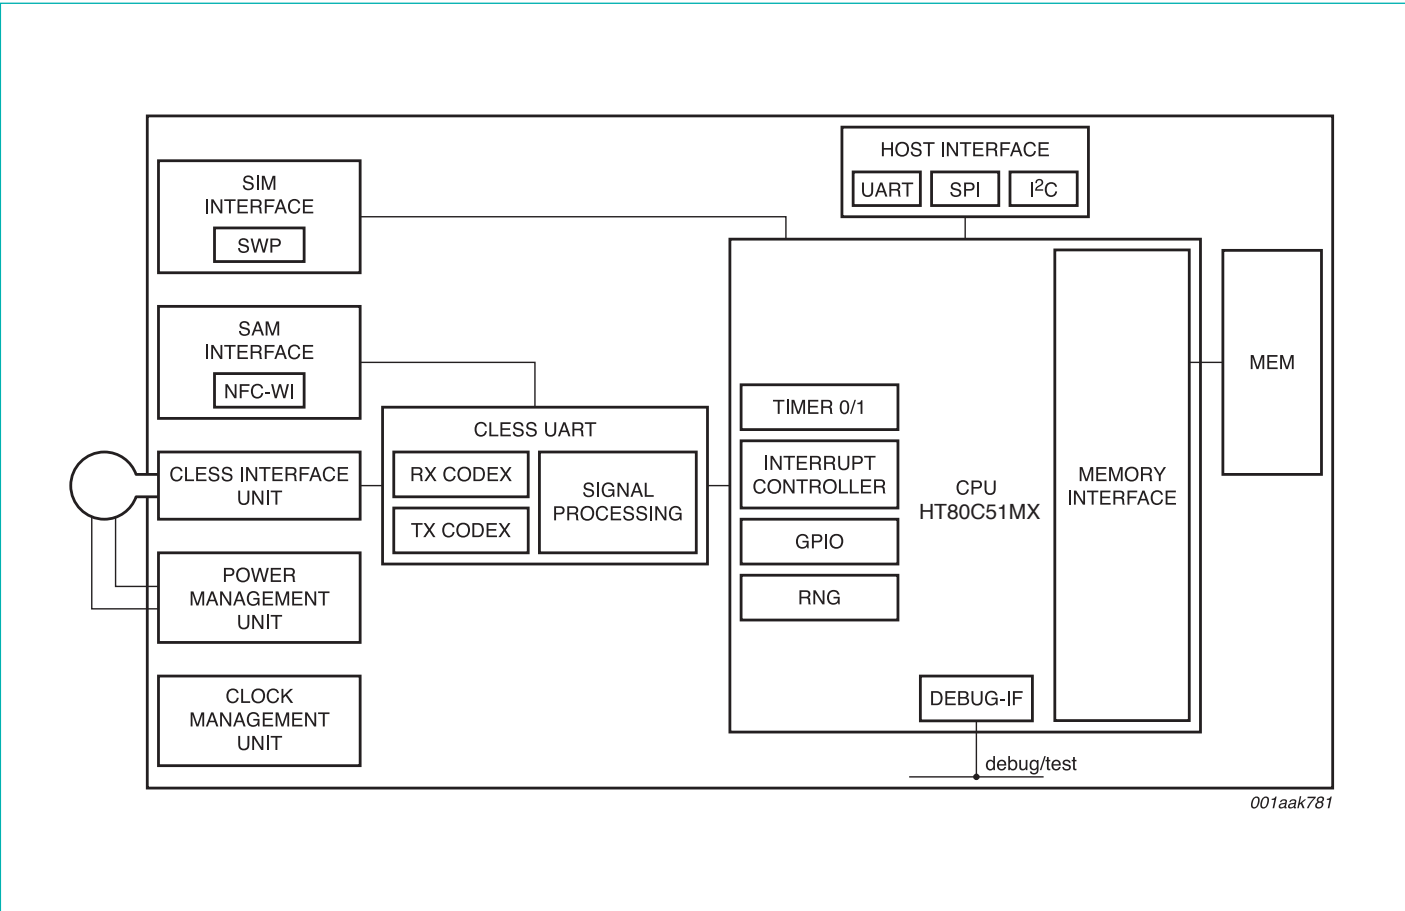 HOST INTERFACE
UART
SPI
I²C
SIM
INTERFACE
SWP
SAM
INTERFACE
NFC-WI
CLESS INTERFACE
UNIT
POWER
MANAGEMENT
UNIT
CLOCK
MANAGEMENT
UNIT
CLESS UART
RX CODEX
TX CODEX
SIGNAL
PROCESSING
TIMER 0/1
INTERRUPT
CONTROLLER
GPIO
RNG
CPU
HT80C51MX
DEBUG-IF
debug/test
MEMORY
INTERFACE
MEM
001aak781